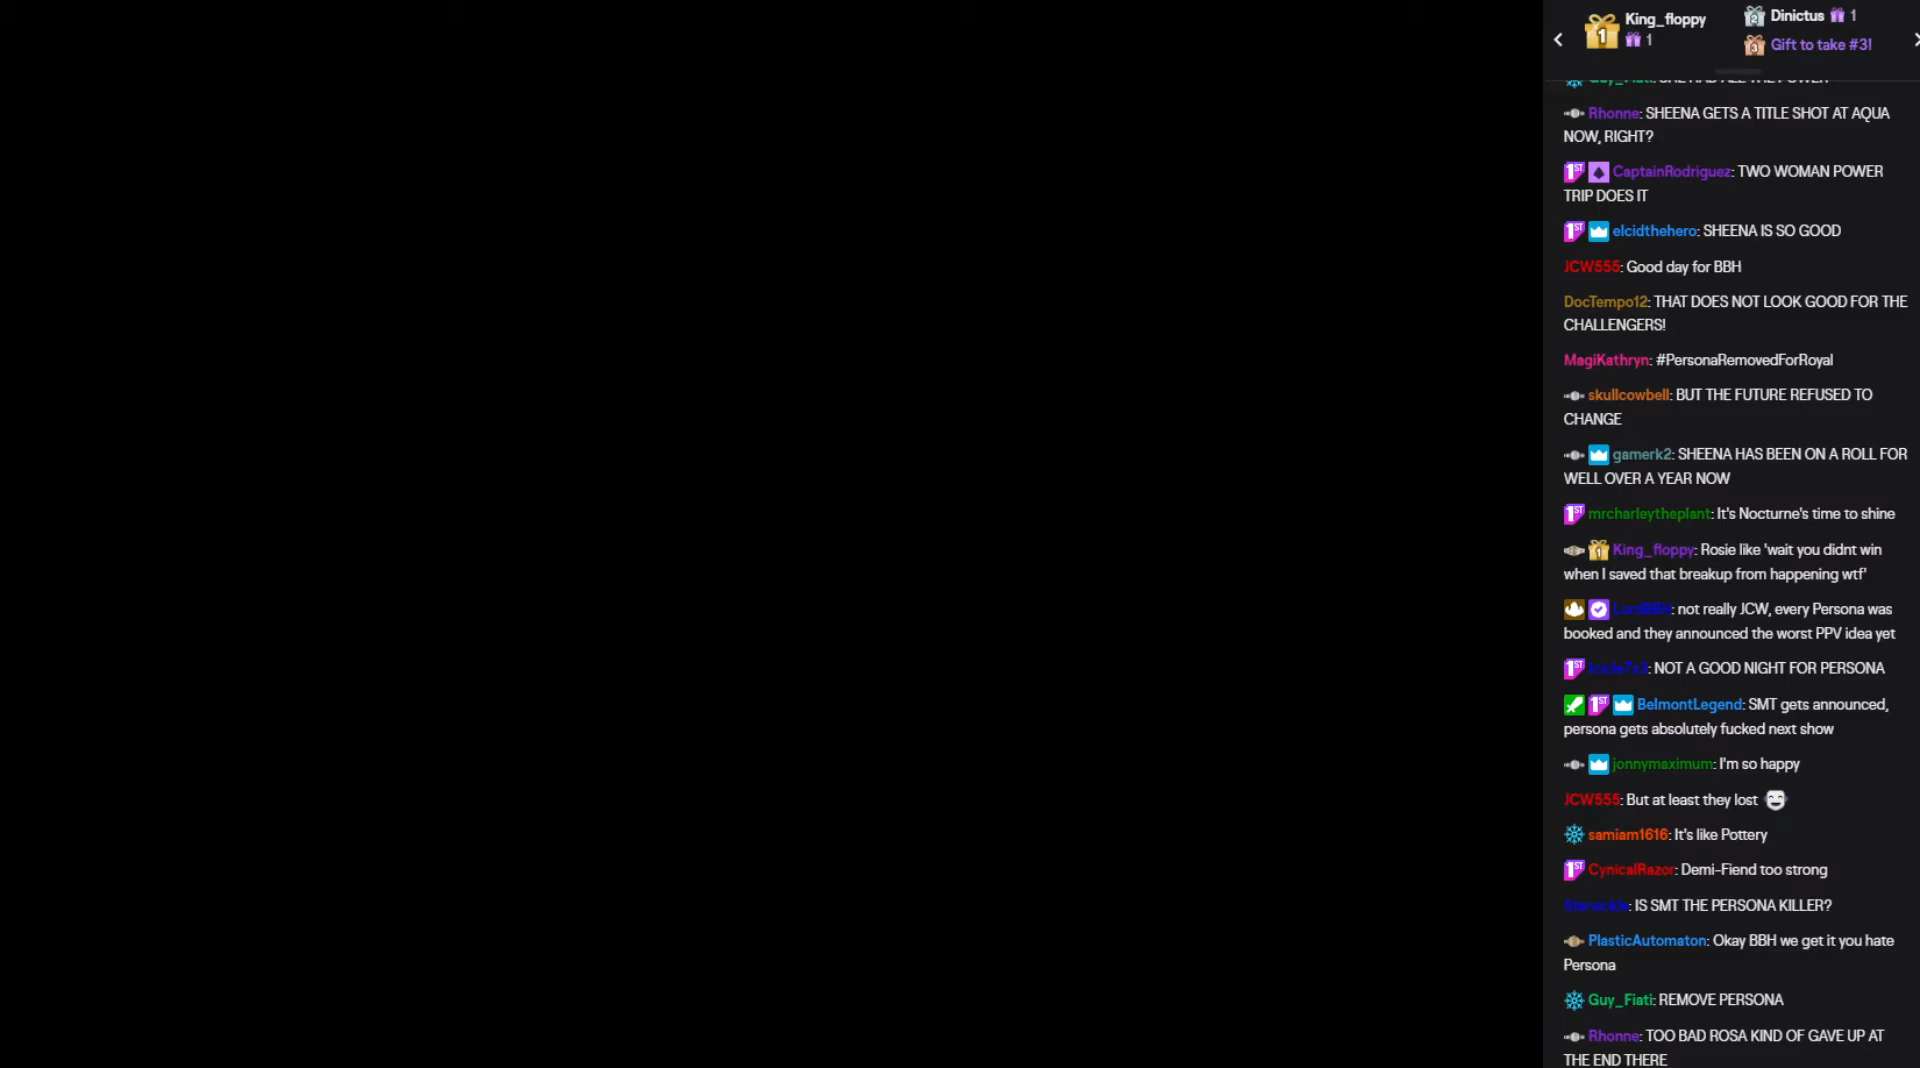 King_floppy
1
Dinictus 1
Gift to take #3!
Rhonne: SHEENA GETS A TITLE SHOT AT AQUA
NOW, RIGHT?
CaptainRodriguez: TWO WOMAN POWER
TRIP DOES IT
elcidthehero: SHEENA IS SO GOOD
JCW555: Good day for BBH
DocTempo12: THAT DOES NOT LOOK GOOD FOR THE
CHALLENGERS!
MagiKathryn: #PersonaRemovedForRoyal
skullcowbell: BUT THE FUTURE REFUSED TO
CHANGE
gamerk2: SHEENA HAS BEEN ON A ROLL FOR
WELL OVER A YEAR NOW
mrcharleytheplant: It's Nocturne's time to shine
King_floppy: Rosie like 'wait you didnt win
when I saved that breakup from happening wtf'
LordBBH: not really JCW, every Persona was
booked and they announced the worst PPV idea yet
Icicle7x3: NOT A GOOD NIGHT FOR PERSONA
BelmontLegend: SMT gets announced,
persona gets absolutely fucked next show
jonnymaximum: I'm so happy
JCW555: But at least they lost
samiam1616: It's like Pottery
CynicalRazor: Demi-Fiend too strong
Starsickle: IS SMT THE PERSONA KILLER?
PlasticAutomaton: Okay BBH we get it you hate
Persona
Guy_Fiati: REMOVE PERSONA
Rhonne: TOO BAD ROSA KIND OF GAVE UP AT
THE END THERE